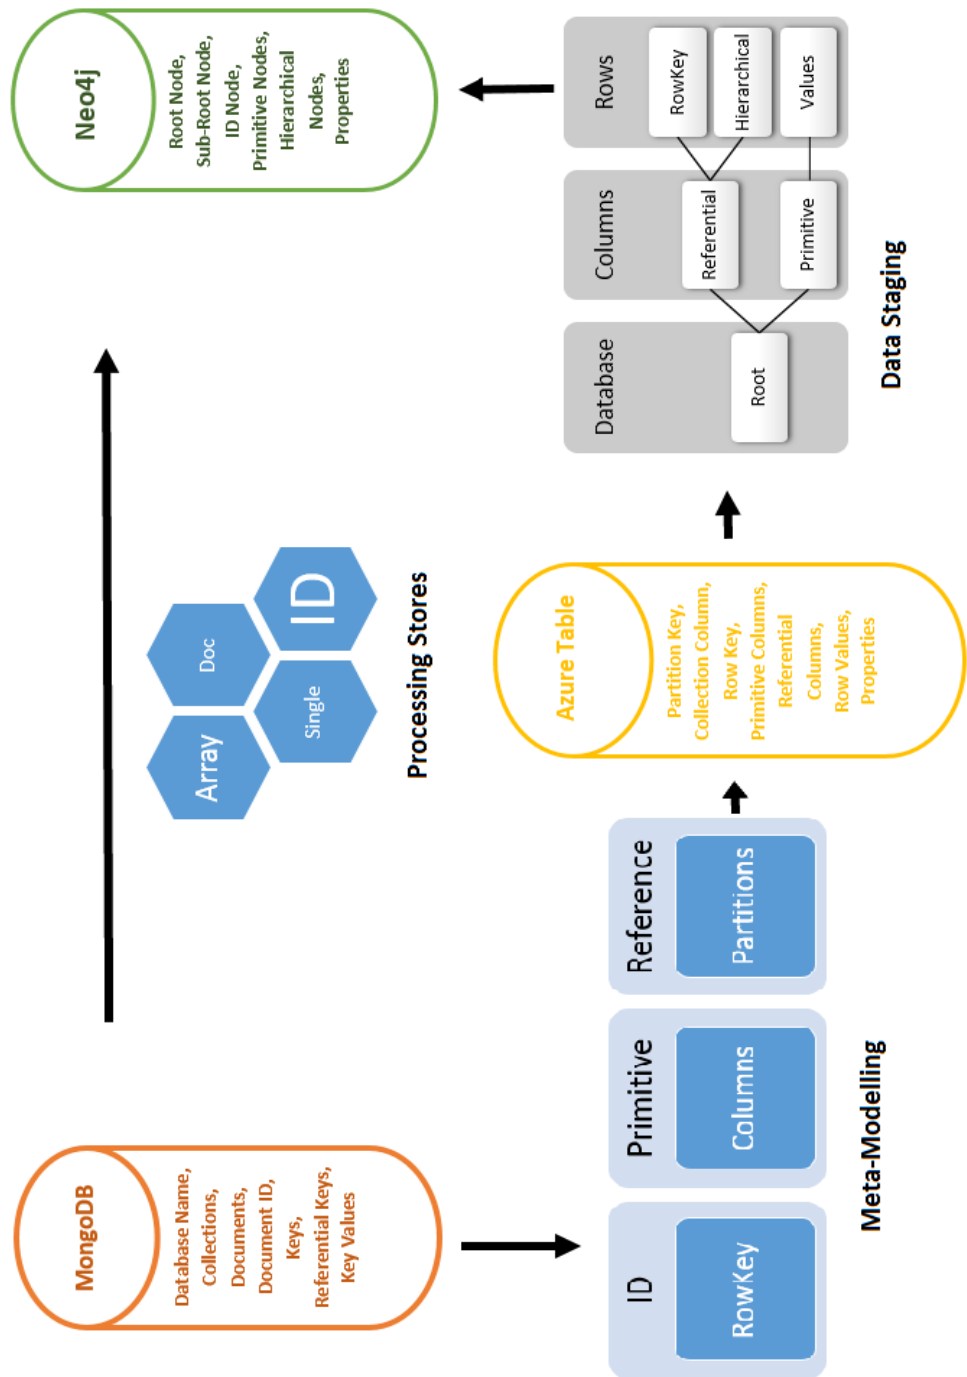 MongoDB
Database Name,
Collections,
Documents,
Document ID,
Keys,
Referential Keys,
Key Values
Array
Doc
Single
ID
Processing Stores
Neo4j
Root Node,
Sub-Root Node,
ID Node,
Primitive Nodes,
Hierarchical
Nodes,
Properties
ID
RowKey
Primitive
Columns
Reference
Partitions
Meta-Modelling
Azure Table
Partition Key,
Collection Column,
Row Key,
Primitive Columns,
Referential
Columns,
Row Values,
Properties
Database
Root
Columns
Referential
Primitive
Rows
RowKey
Hierarchical
Values
Data Staging